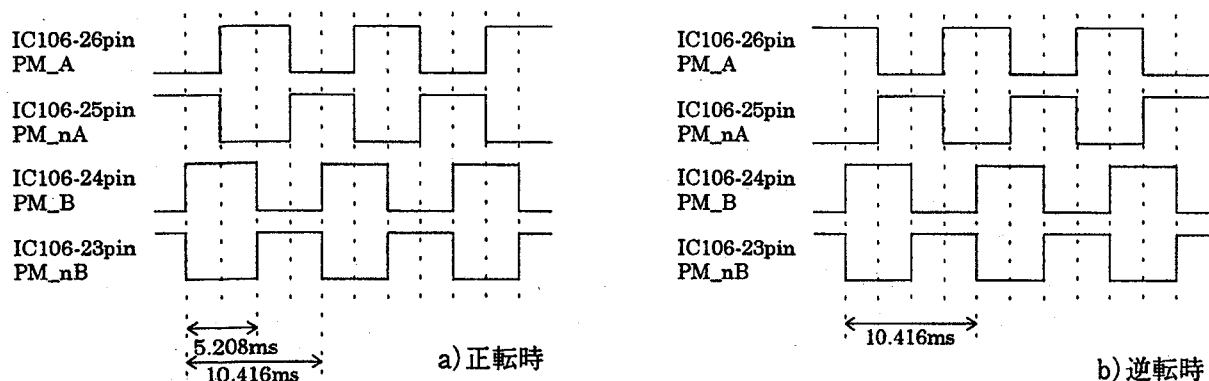 IC106-26pin
PM_A
IC106-25pin
PM_nA
IC106-24pin
PM_B
IC106-23pin
PM_nB
5.208ms
10.416ms
a)正転時
IC106-26pin
PM_A
IC106-25pin
PM_nA
IC106-24pin
PM_B
IC106-23pin
PM_nB
10.416ms
b)逆転時